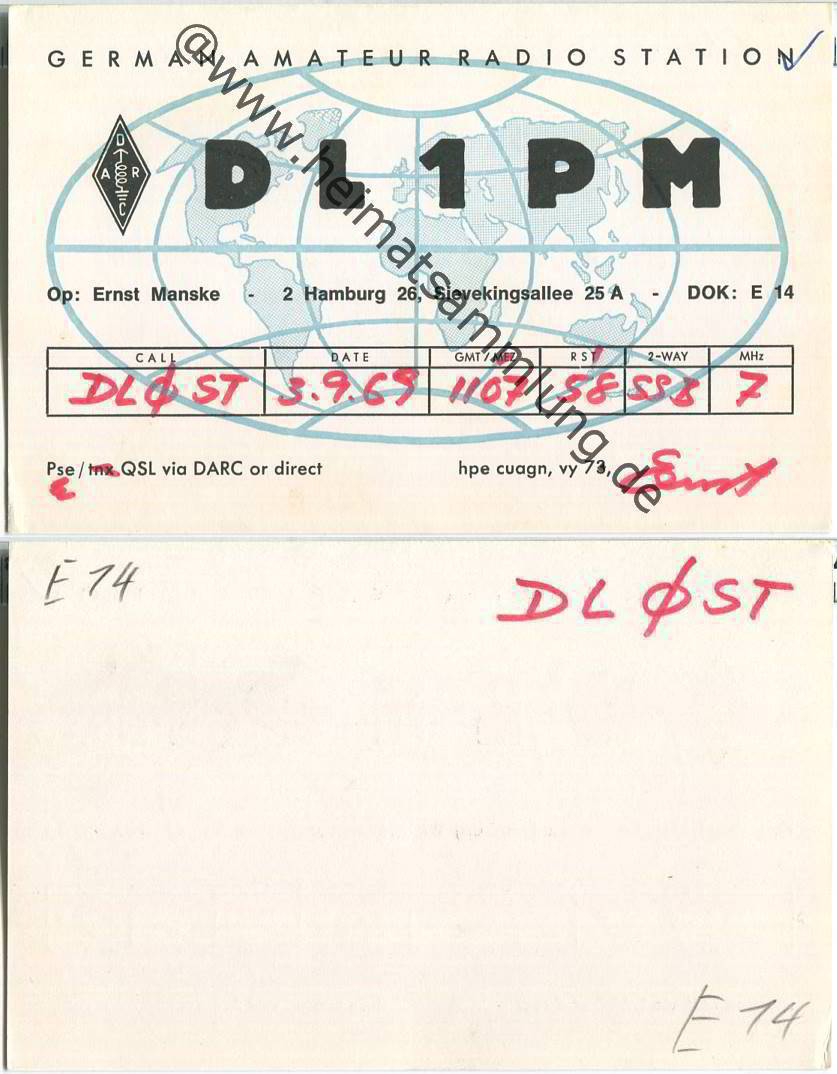 GERMAN AMATEUR RADIO STATION
D A R C
DL1PM
Op: Ernst Manske - 2 Hamburg 26, Sievekingsallee 25 A - DOK: E 14
CALL DATE GMT/MEZ RST 2-WAY MHz
DLØST 3.9.69 1107 58 SSB 7
Pse/tnx QSL via DARC or direct hpe cuagn, vy 73, Ernst
@www.heimatsammlung.de
E 14 DLØST
E 14